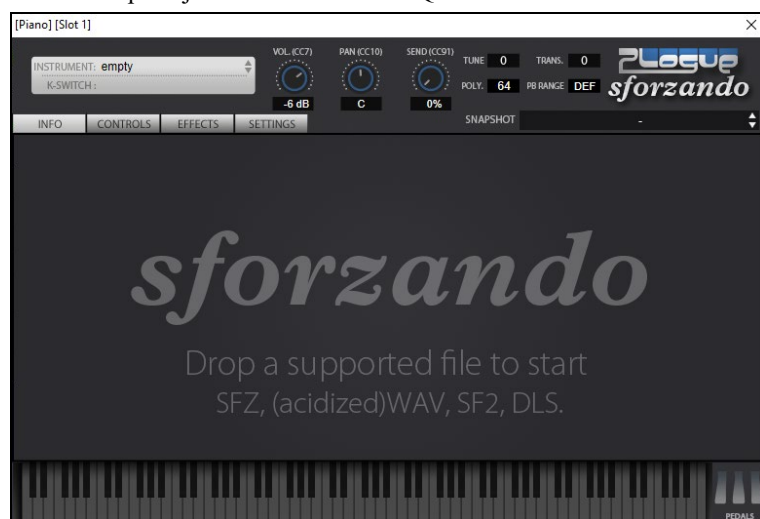 [Piano] [Slot 1]
VOL. (CC7) PAN (CC10) SEND (CC91)
INSTRUMENT: empty
K-SWITCH :
TUNE 0 TRANS. 0
POLY. 64 PB RANGE DEF
-6 dB C 0%
Plogue
sforzando
INFO CONTROLS EFFECTS SETTINGS
SNAPSHOT -
sforzando
Drop a supported file to start
SFZ, (acidized)WAV, SF2, DLS.
PEDALS